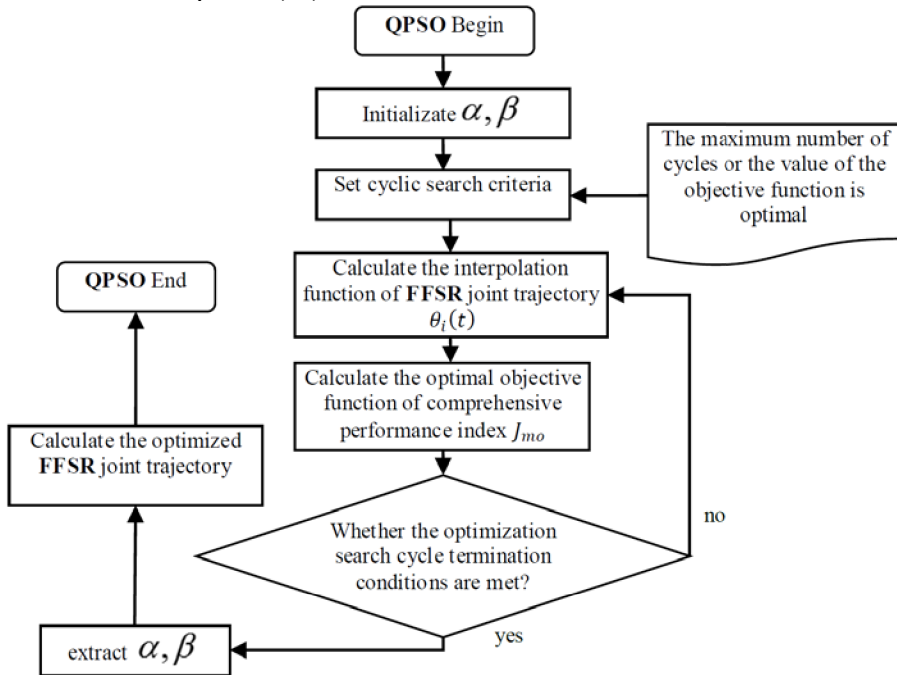 QPSO Begin
Initializate α, β
Set cyclic search criteria
The maximum number of
cycles or the value of the
objective function is
optimal
Calculate the interpolation
function of FFSR joint trajectory
θᵢ(t)
Calculate the optimal objective
function of comprehensive
performance index Jₘₒ
Whether the optimization
search cycle termination
conditions are met?
no
yes
extract α, β
Calculate the optimized
FFSR joint trajectory
QPSO End